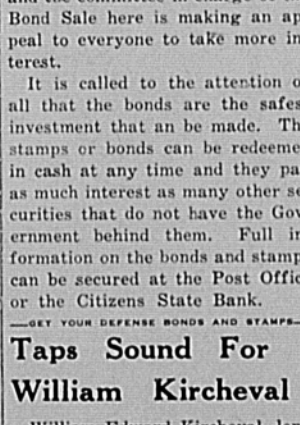 Bond Sale here is making an ap
peal to everyone to take more in
terest.
It is called to the attention o
all that the bonds are the safes
investment that an be made. Th
stamps or bonds can be redeeme
in cash at any time and they pa
as much interest as many other se
curities that do not have the Gov
ernment behind them. Full in
formation on the bonds and stamp
can be secured at the Post Offic
or the Citizens State Bank.
—GET YOUR DEFENSE BONDS AND STAMPS—
Taps Sound For
William Kircheval